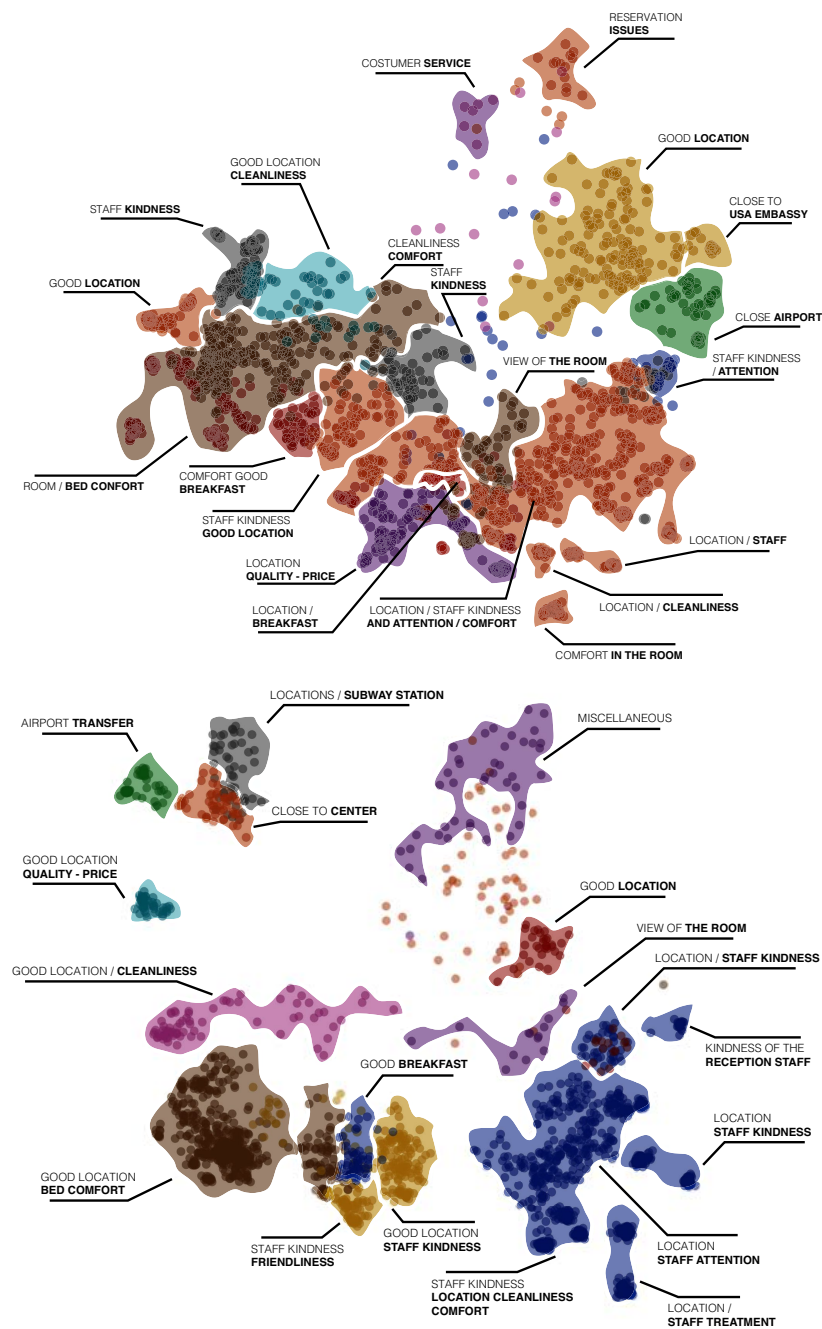 RESERVATION
ISSUES
COSTUMER SERVICE
GOOD LOCATION
GOOD LOCATION
CLEANLINESS
CLOSE TO
USA EMBASSY
STAFF KINDNESS
CLEANLINESS
COMFORT
STAFF
KINDNESS
GOOD LOCATION
CLOSE AIRPORT
VIEW OF THE ROOM
STAFF KINDNESS
/ ATTENTION
ROOM / BED CONFORT
COMFORT GOOD
BREAKFAST
STAFF KINDNESS
GOOD LOCATION
LOCATION / STAFF
LOCATION
QUALITY - PRICE
LOCATION /
BREAKFAST
LOCATION / STAFF KINDNESS
AND ATTENTION / COMFORT
LOCATION / CLEANLINESS
COMFORT IN THE ROOM
LOCATIONS / SUBWAY STATION
AIRPORT TRANSFER
MISCELLANEOUS
CLOSE TO CENTER
GOOD LOCATION
QUALITY - PRICE
GOOD LOCATION
VIEW OF THE ROOM
LOCATION / STAFF KINDNESS
GOOD LOCATION / CLEANLINESS
KINDNESS OF THE
RECEPTION STAFF
GOOD BREAKFAST
LOCATION
STAFF KINDNESS
GOOD LOCATION
BED COMFORT
STAFF KINDNESS
FRIENDLINESS
GOOD LOCATION
STAFF KINDNESS
LOCATION
STAFF ATTENTION
STAFF KINDNESS
LOCATION CLEANLINESS
COMFORT
LOCATION /
STAFF TREATMENT